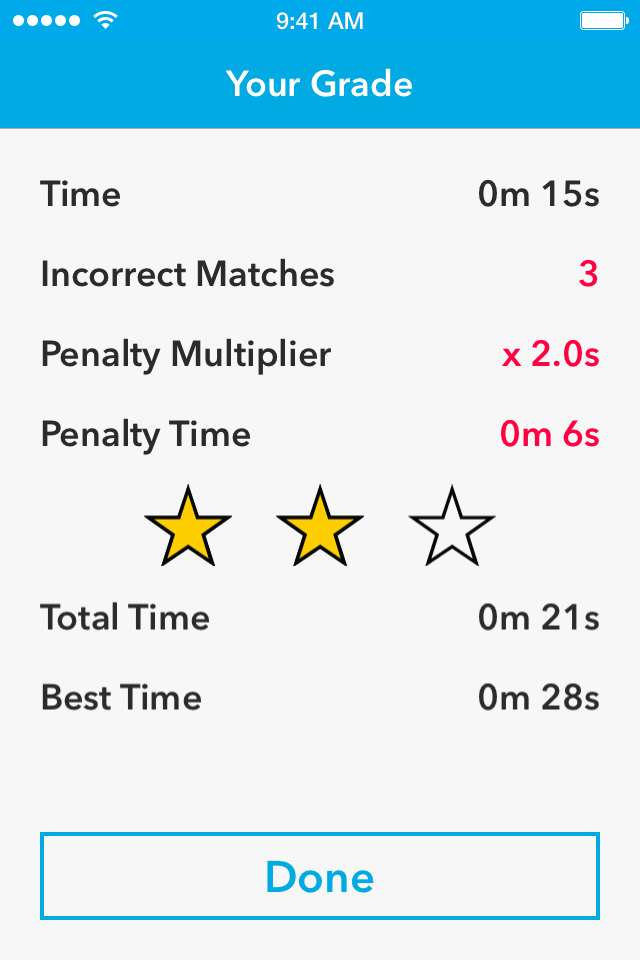 9:41 AM
Your Grade
Time 0m 15s
Incorrect Matches 3
Penalty Multiplier x 2.0s
Penalty Time 0m 6s
Total Time 0m 21s
Best Time 0m 28s
Done